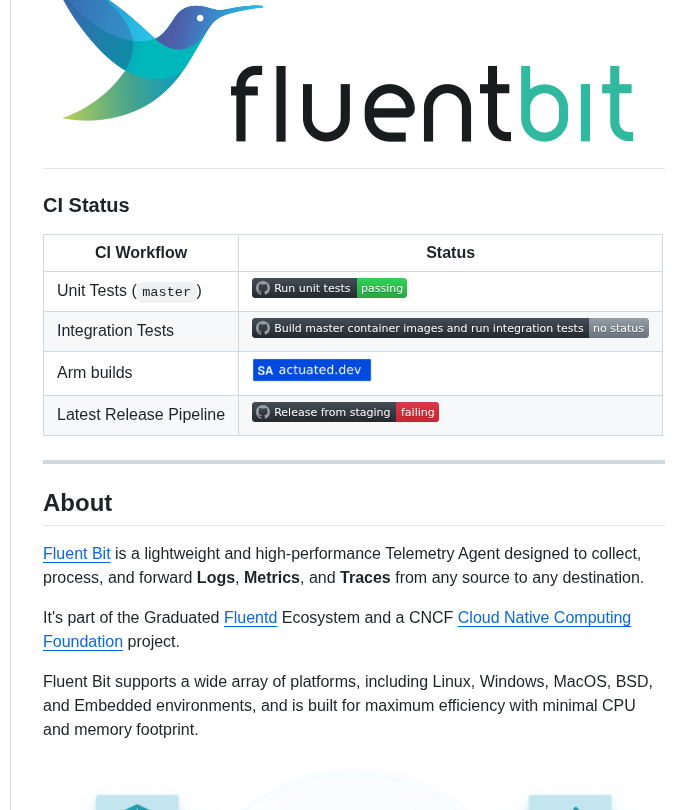 fluentbit
CI Status
CI Workflow Status
Unit Tests ( master ) Run unit tests passing
Integration Tests Build master container images and run integration tests no status
Arm builds SA actuated.dev
Latest Release Pipeline Release from staging failing
About
Fluent Bit is a lightweight and high-performance Telemetry Agent designed to collect,
process, and forward Logs, Metrics, and Traces from any source to any destination.
It's part of the Graduated Fluentd Ecosystem and a CNCF Cloud Native Computing
Foundation project.
Fluent Bit supports a wide array of platforms, including Linux, Windows, MacOS, BSD,
and Embedded environments, and is built for maximum efficiency with minimal CPU
and memory footprint.